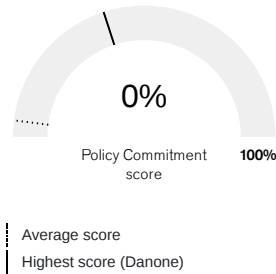 0%
Policy Commitment 100%
score
Average score
Highest score (Danone)